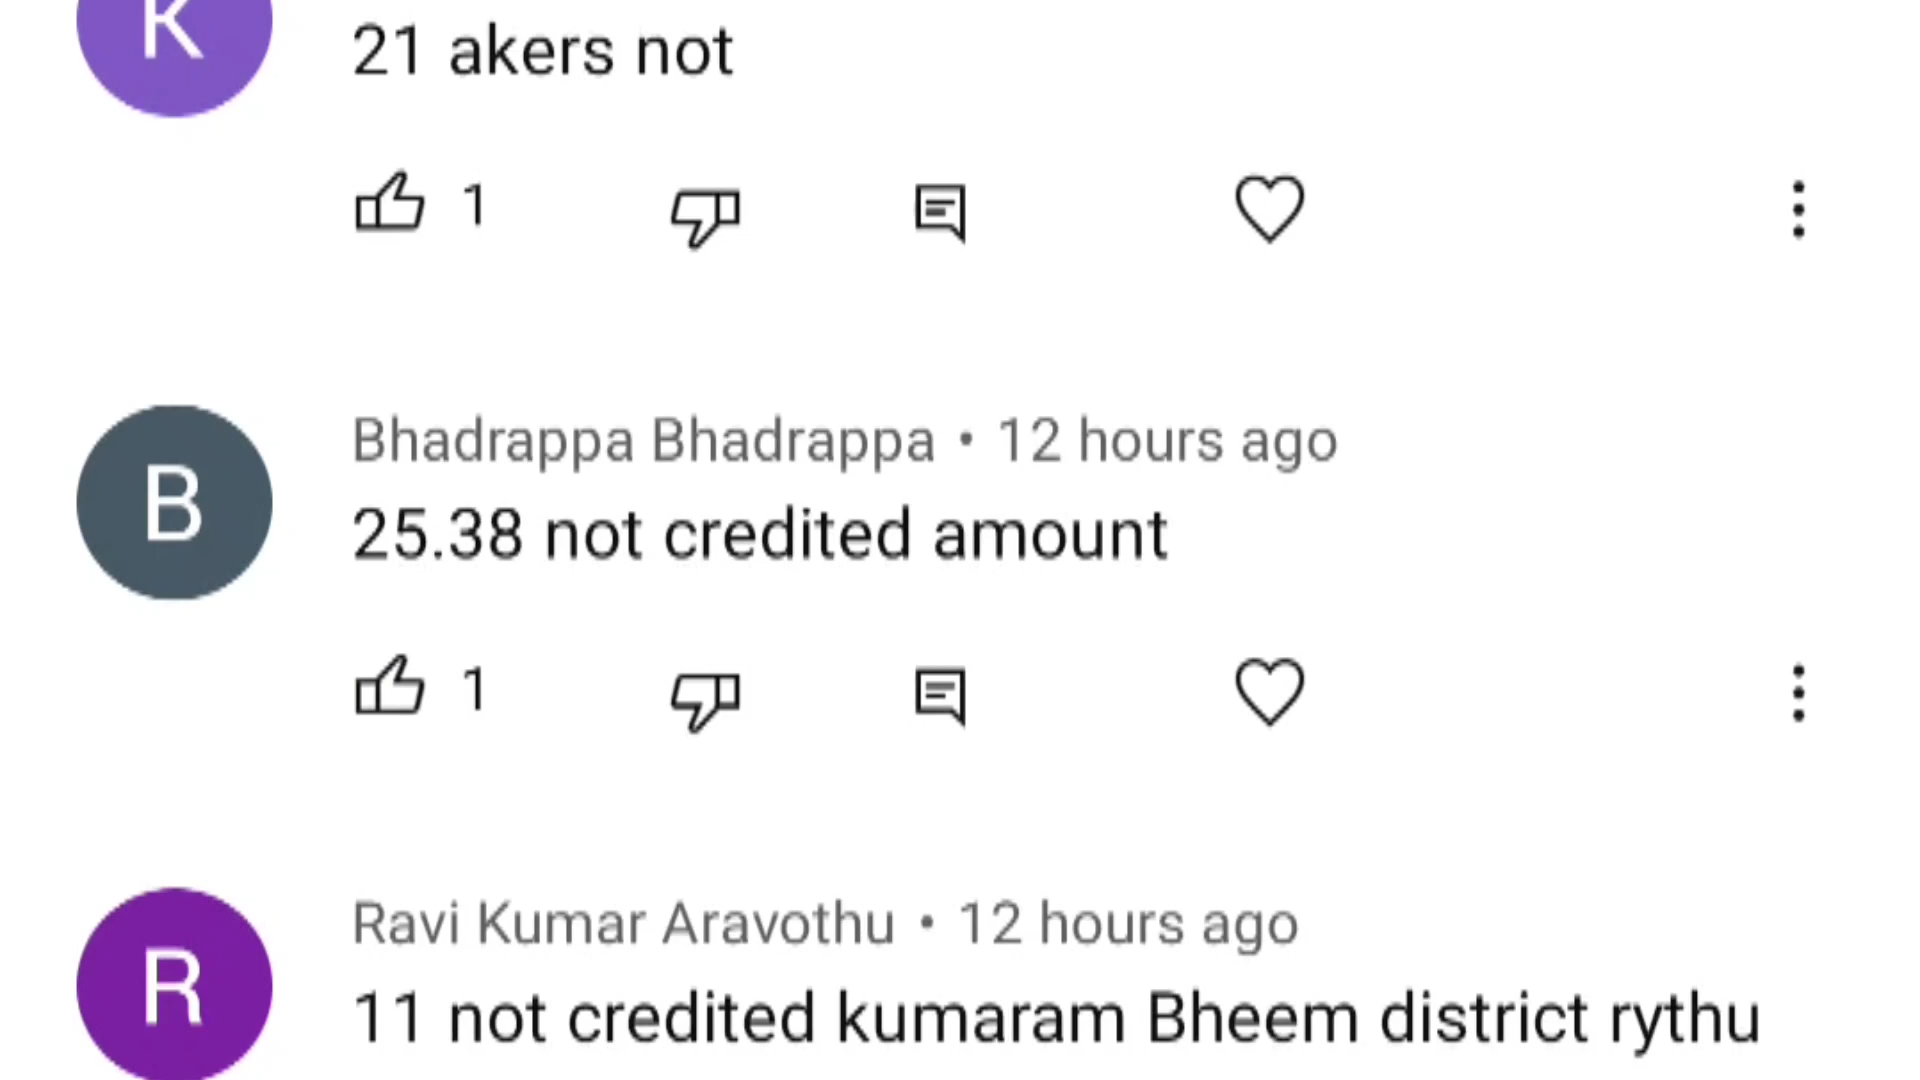 K
21 akers not
1
B
Bhadrappa Bhadrappa • 12 hours ago
25.38 not credited amount
1
R
Ravi Kumar Aravothu • 12 hours ago
11 not credited kumaram Bheem district rythu